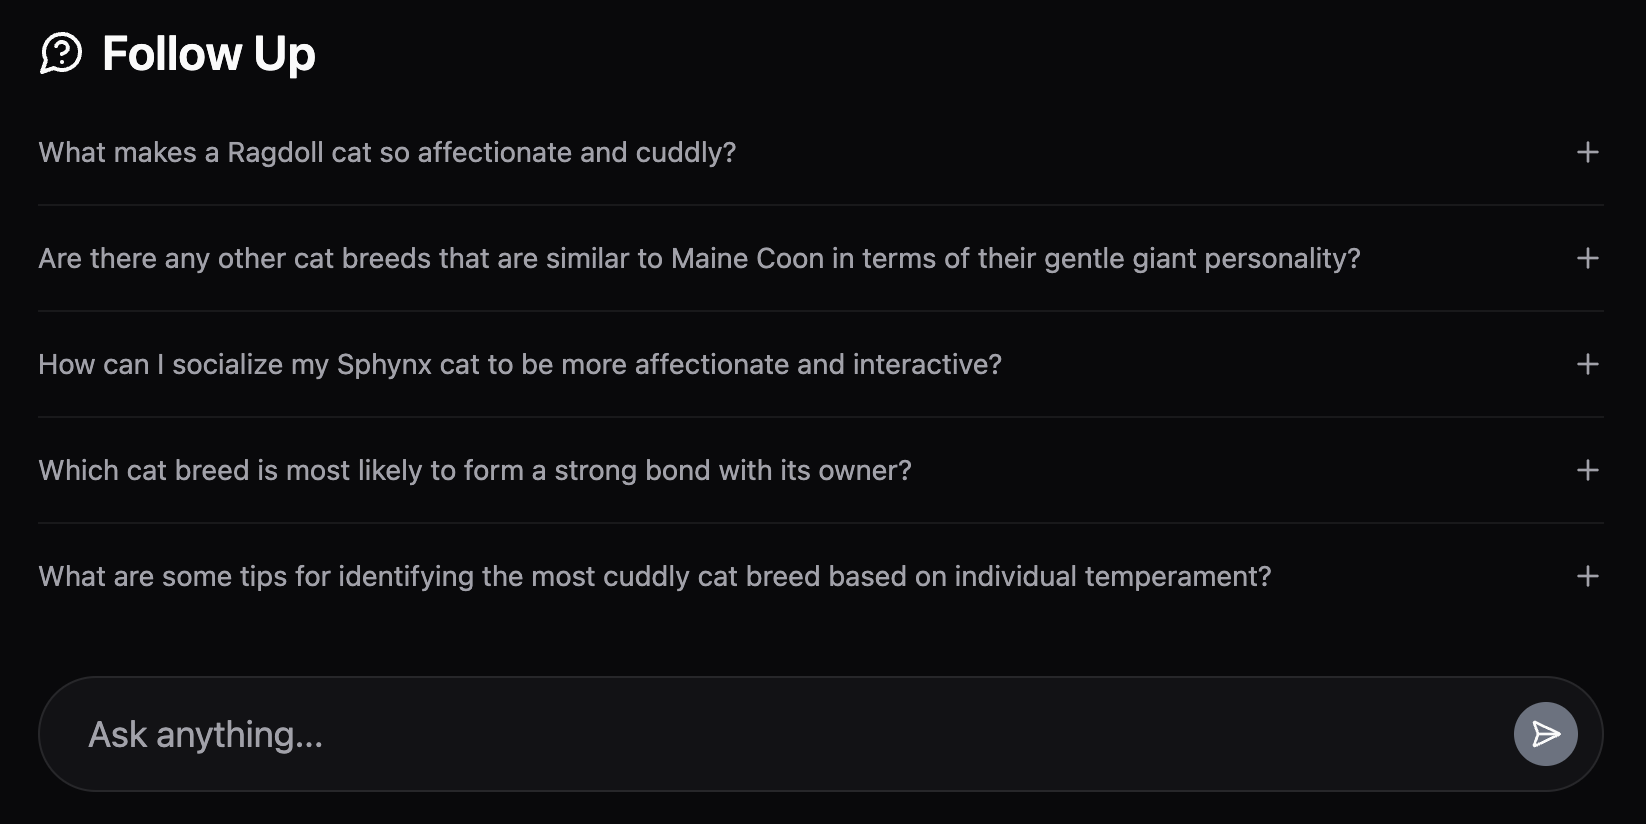 Follow Up
What makes a Ragdoll cat so affectionate and cuddly?
Are there any other cat breeds that are similar to Maine Coon in terms of their gentle giant personality?
How can I socialize my Sphynx cat to be more affectionate and interactive?
Which cat breed is most likely to form a strong bond with its owner?
What are some tips for identifying the most cuddly cat breed based on individual temperament?
Ask anything...